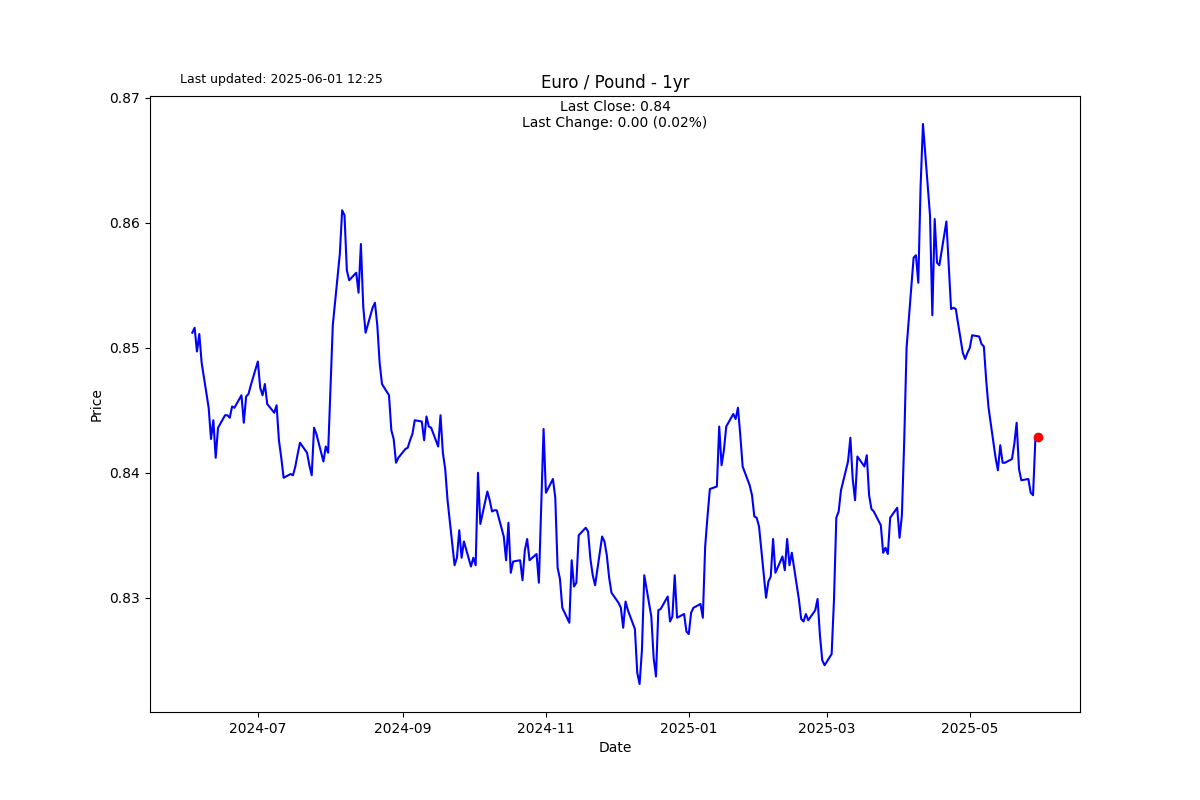 Last updated: 2025-06-01 12:25
Euro / Pound - 1yr
Last Close: 0.84
Last Change: 0.00 (0.02%)
0.87
0.86
0.85
0.84
0.83
Price
2024-07
2024-09
2024-11
2025-01
2025-03
2025-05
Date